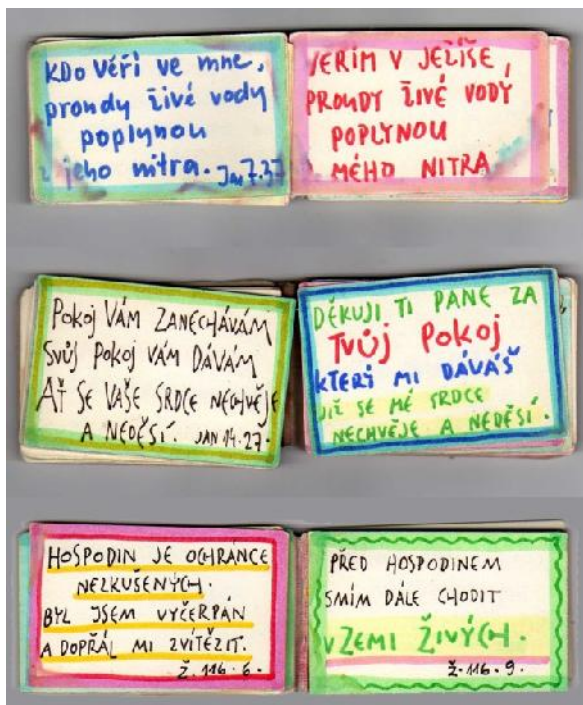 KDO Věří ve mne,
proudy živé vody
poplynou
z jeho nitra. Jan 7.37
VĚŘÍM V JEŽÍŠE,
PROUDY ŽIVÉ VODY
POPLYNOU
MÉHO NITRA
Pokoj VÁM ZANECHÁVÁM
Svůj Pokoj VÁM DÁVÁM
AŤ SE VAŠE SRDCE NECHVĚJE
A NEDĚSÍ. JAN 14.27.
DĚKUJI TI PANE ZA
TVŮJ POKOJ
KTERÝ MI DÁVÁŠ
JIŽ SE MÉ SRDCE
NECHVĚJE A NEDĚSÍ.
HOSPODIN JE OCHRÁNCE
NEZKUŠENÝCH.
BYL JSEM VYČERPÁN
A DOPŘÁL MI ZVÍTĚZIT.
Ž. 116.6.
PŘED HOSPODINEM
SMÍM DÁLE CHODIT
V ZEMI ŽIVÝCH.
Ž. 116.9.